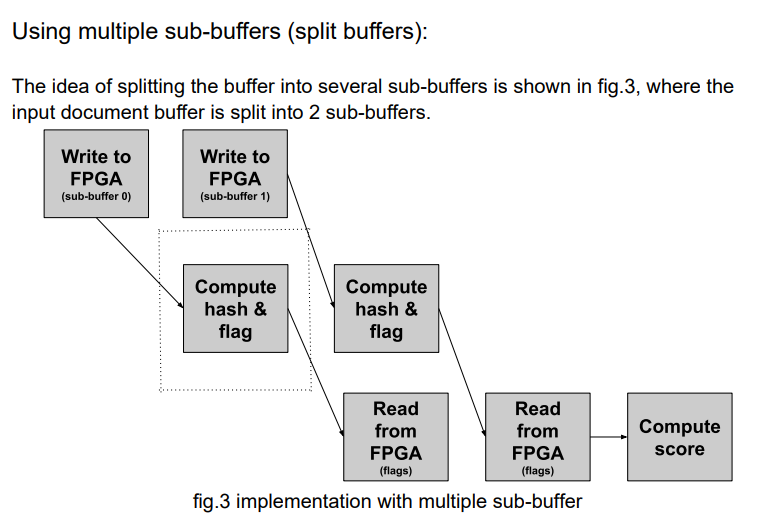 Using multiple sub-buffers (split buffers):
The idea of splitting the buffer into several sub-buffers is shown in fig.3, where the
input document buffer is split into 2 sub-buffers.
Write to
FPGA
(sub-buffer 0)
Write to
FPGA
(sub-buffer 1)
Compute
hash &
flag
Compute
hash &
flag
Read
from
FPGA
(flags)
Read
from
FPGA
(flags)
Compute
score
fig.3 implementation with multiple sub-buffer